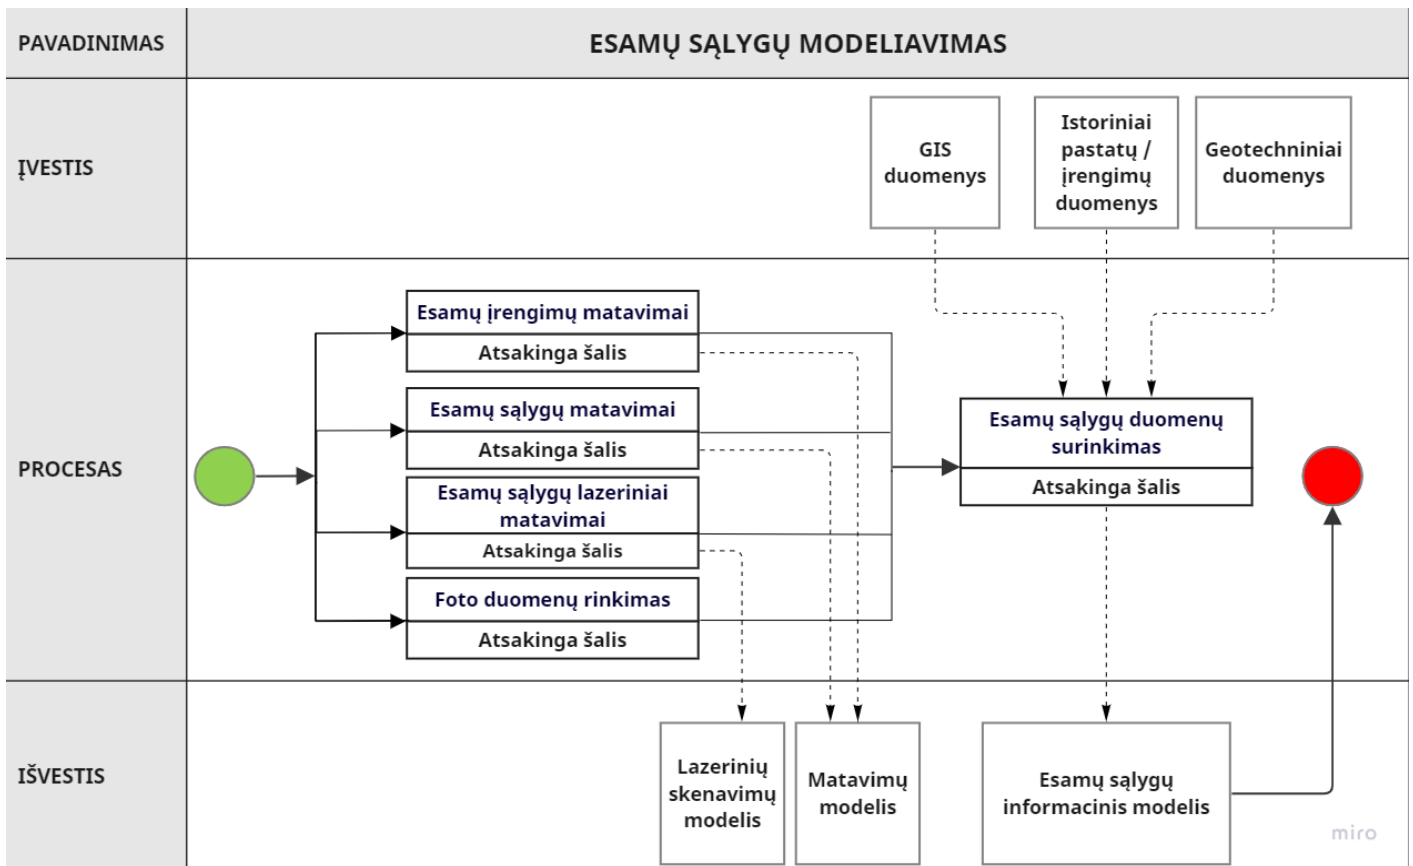 PAVADINIMAS
ESAMŲ SĄLYGŲ MODELIAVIMAS
ĮVESTIS
GIS
duomenys
Istoriniai
pastatų /
įrengimų
duomenys
Geotechniniai
duomenys
PROCESAS
Esamų įrengimų matavimai
Atsakinga šalis
Esamų sąlygų matavimai
Atsakinga šalis
Esamų sąlygų lazeriniai
matavimai
Atsakinga šalis
Foto duomenų rinkimas
Atsakinga šalis
Esamų sąlygų duomenų
surinkimas
Atsakinga šalis
IŠVESTIS
Lazerinių
skenavimų
modelis
Matavimų
modelis
Esamų sąlygų
informacinis modelis
miro